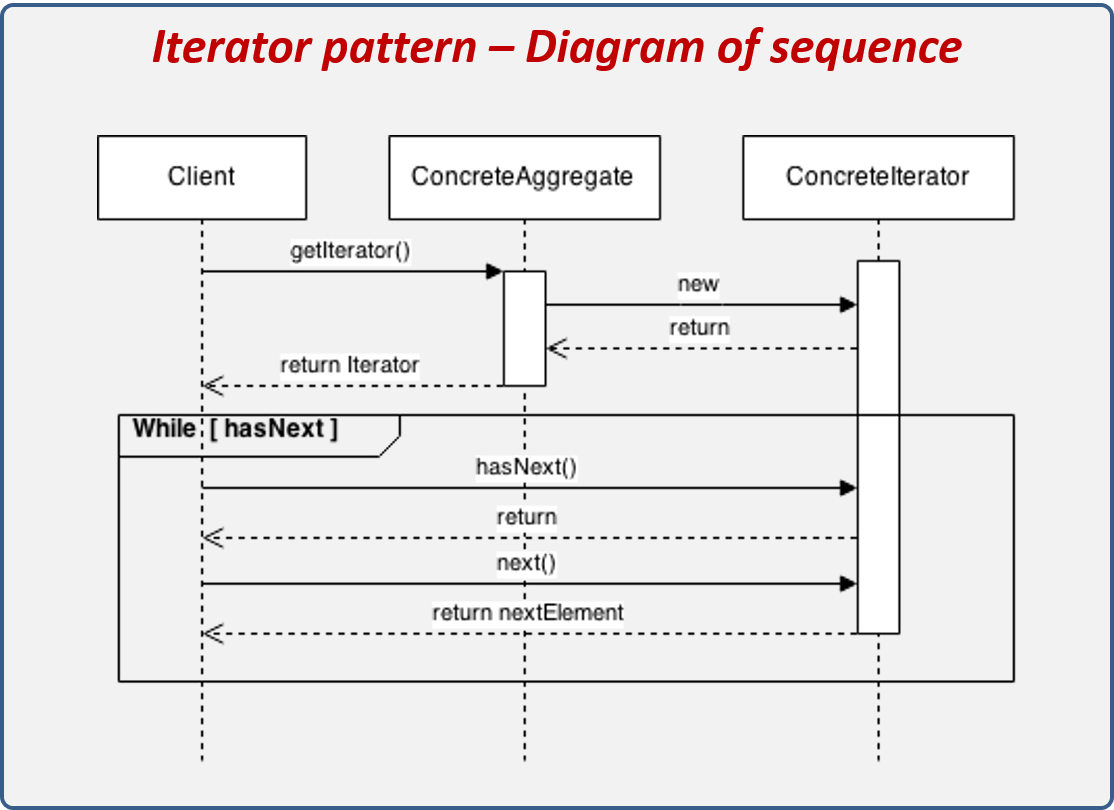 Iterator pattern – Diagram of sequence
Client
ConcreteAggregate
ConcreteIterator
getIterator()
new
return
return Iterator
While [ hasNext ]
hasNext()
return
next()
return nextElement